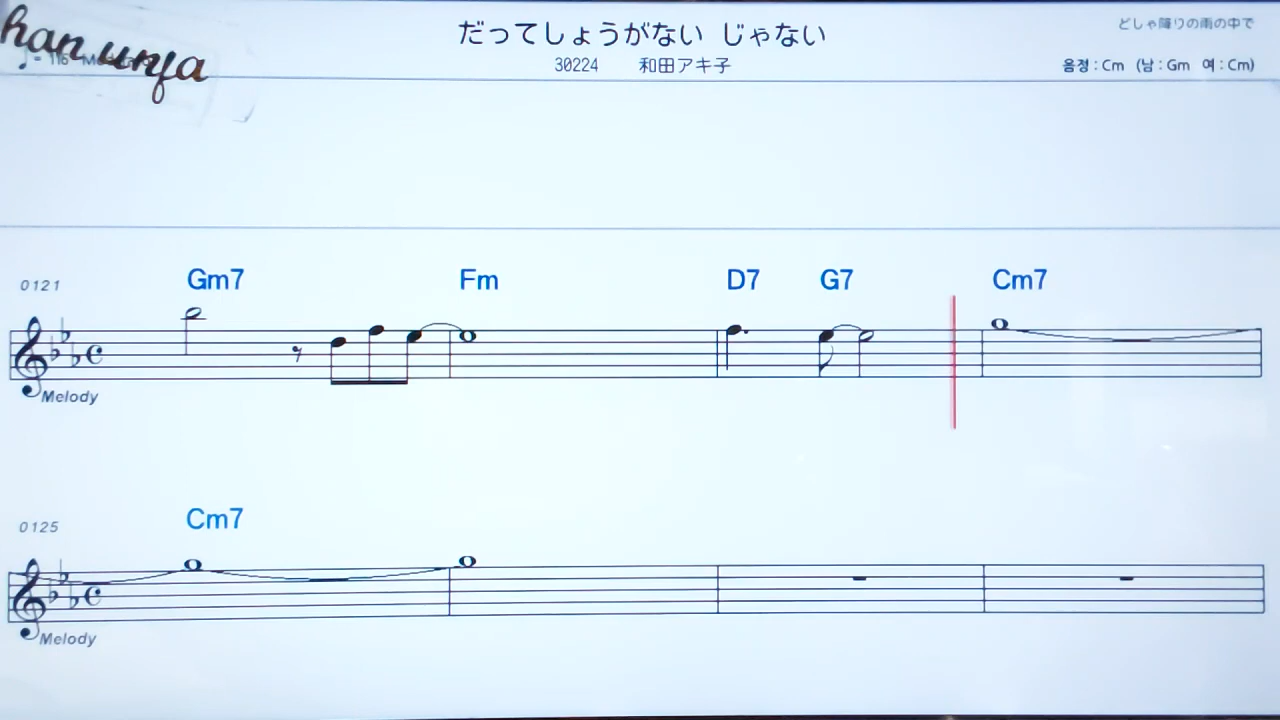 han unfa
だってしょうがない じゃない
どしゃ降りの雨の中で
♩= 116
30224 和田アキ子
음정 : Cm (남 : Gm 여 : Cm)
0121 Gm7 Fm D7 G7 Cm7
Melody
0125 Cm7
Melody